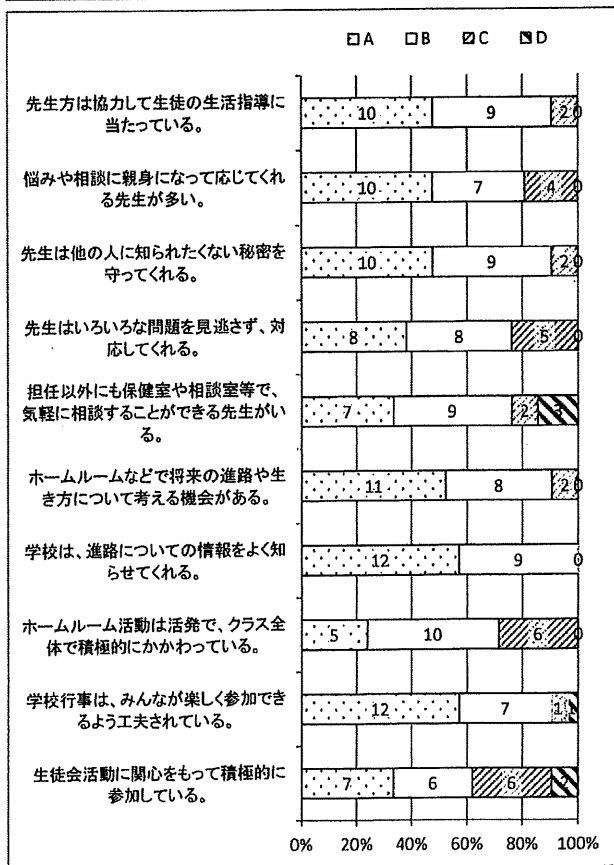 A B C D
先生方は協力して生徒の生活指導に
当たっている。
10 9 2 0
悩みや相談に親身になって応じてくれ
る先生が多い。
10 7 4 0
先生は他の人に知られたくない秘密を
守ってくれる。
10 9 2 0
先生はいろいろな問題を見逃さず、対
応してくれる。
8 8 5 0
担任以外にも保健室や相談室等で、
気軽に相談することができる先生がい
る。
7 9 2 3
ホームルームなどで将来の進路や生
き方について考える機会がある。
11 8 2 0
学校は、進路についての情報をよく知
らせてくれる。
12 9 0
ホームルーム活動は活発で、クラス全
体で積極的にかかわっている。
5 10 6 0
学校行事は、みんなが楽しく参加でき
るよう工夫されている。
12 7 1 1
生徒会活動に関心をもって積極的に
参加している。
7 6 6 2
0% 20% 40% 60% 80% 100%